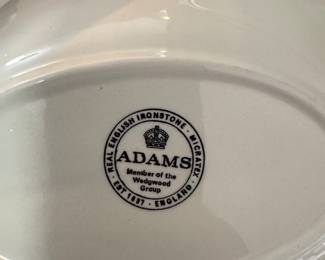 REAL ENGLISH IRONSTONE · MICRATEX
ADAMS
Member of the
Wedgwood
Group
EST 1657 · ENGLAND